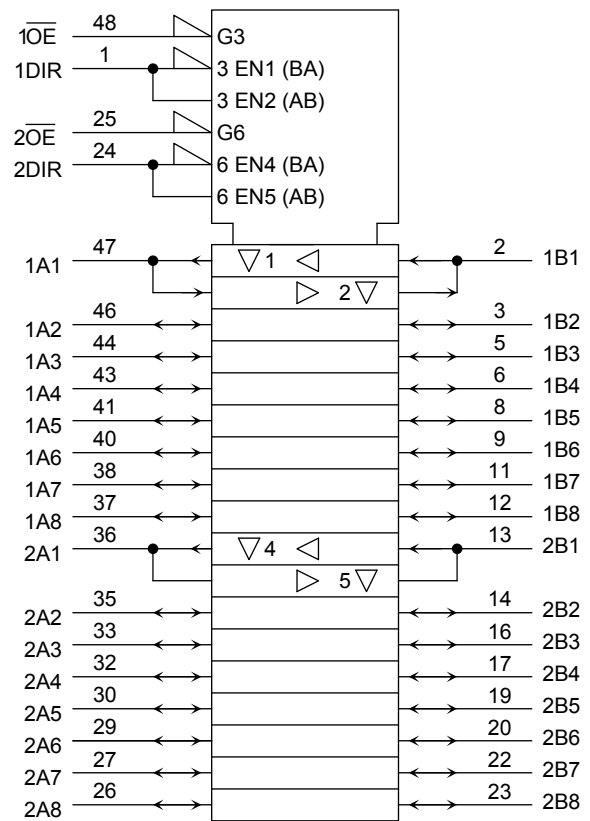 1OE 48 G3
1DIR 1 3 EN1 (BA)
3 EN2 (AB)
2OE 25 G6
2DIR 24 6 EN4 (BA)
6 EN5 (AB)
1A1 47 1 2 1B1
2
1A2 46 3 1B2
1A3 44 5 1B3
1A4 43 6 1B4
1A5 41 8 1B5
1A6 40 9 1B6
1A7 38 11 1B7
1A8 37 12 1B8
2A1 36 4 13 2B1
5
2A2 35 14 2B2
2A3 33 16 2B3
2A4 32 17 2B4
2A5 30 19 2B5
2A6 29 20 2B6
2A7 27 22 2B7
2A8 26 23 2B8